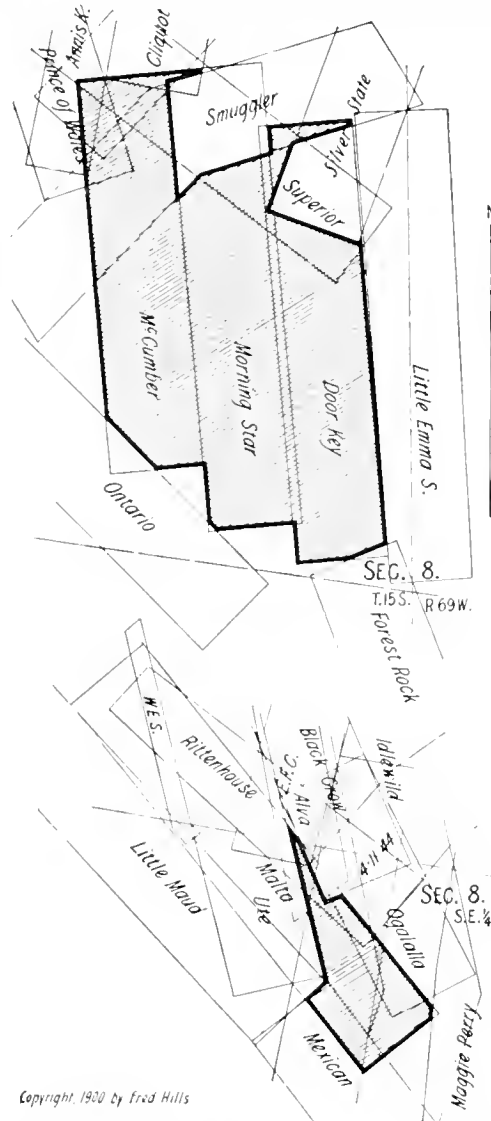 Anais K.
Prince of Wales
Cliquot
Smuggler
State
Silver
Superior
McCumber
Morning Star
Door Key
Little Emma S.
Ontario
SEC. 8.
T.15S. R69W.
Forest Rock
W.E.S.
Rittenhouse
Little Maud
Malta
Ute
Alva
Black Crow
Idlewild
4-11-44
SEC. 8.
S.E.¼
Ogalalla
Mexican
Maggie Perry
Copyright, 1900 by Fred Hills